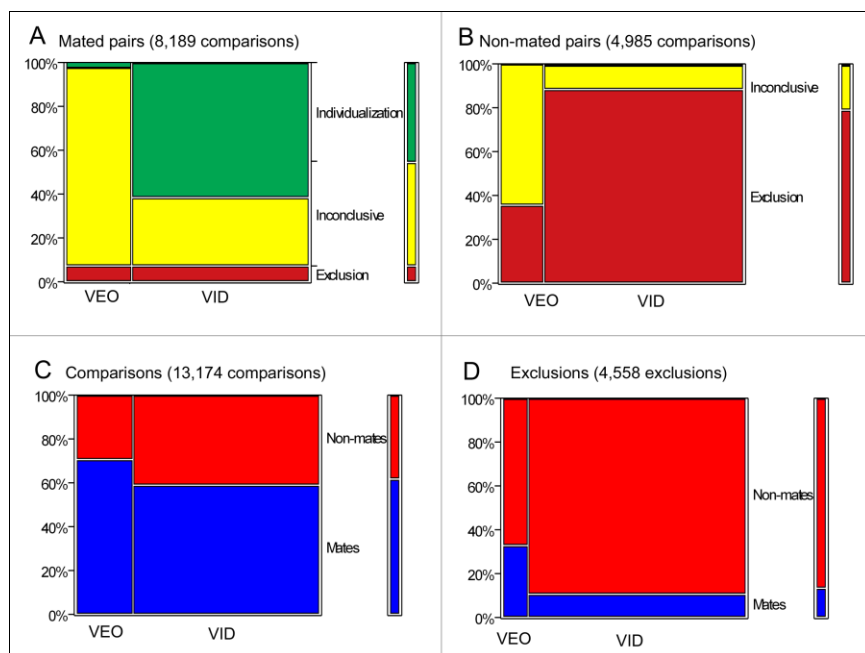 A Mated pairs (8,189 comparisons)
100%
80%
60%
40%
20%
0%
Individualization
Inconclusive
Exclusion
VEO VID
B Non-mated pairs (4,985 comparisons)
100%
80%
60%
40%
20%
0%
Inconclusive
Exclusion
VEO VID
C Comparisons (13,174 comparisons)
100%
80%
60%
40%
20%
0%
Non-mates
Mates
VEO VID
D Exclusions (4,558 exclusions)
100%
80%
60%
40%
20%
0%
Non-mates
Mates
VEO VID